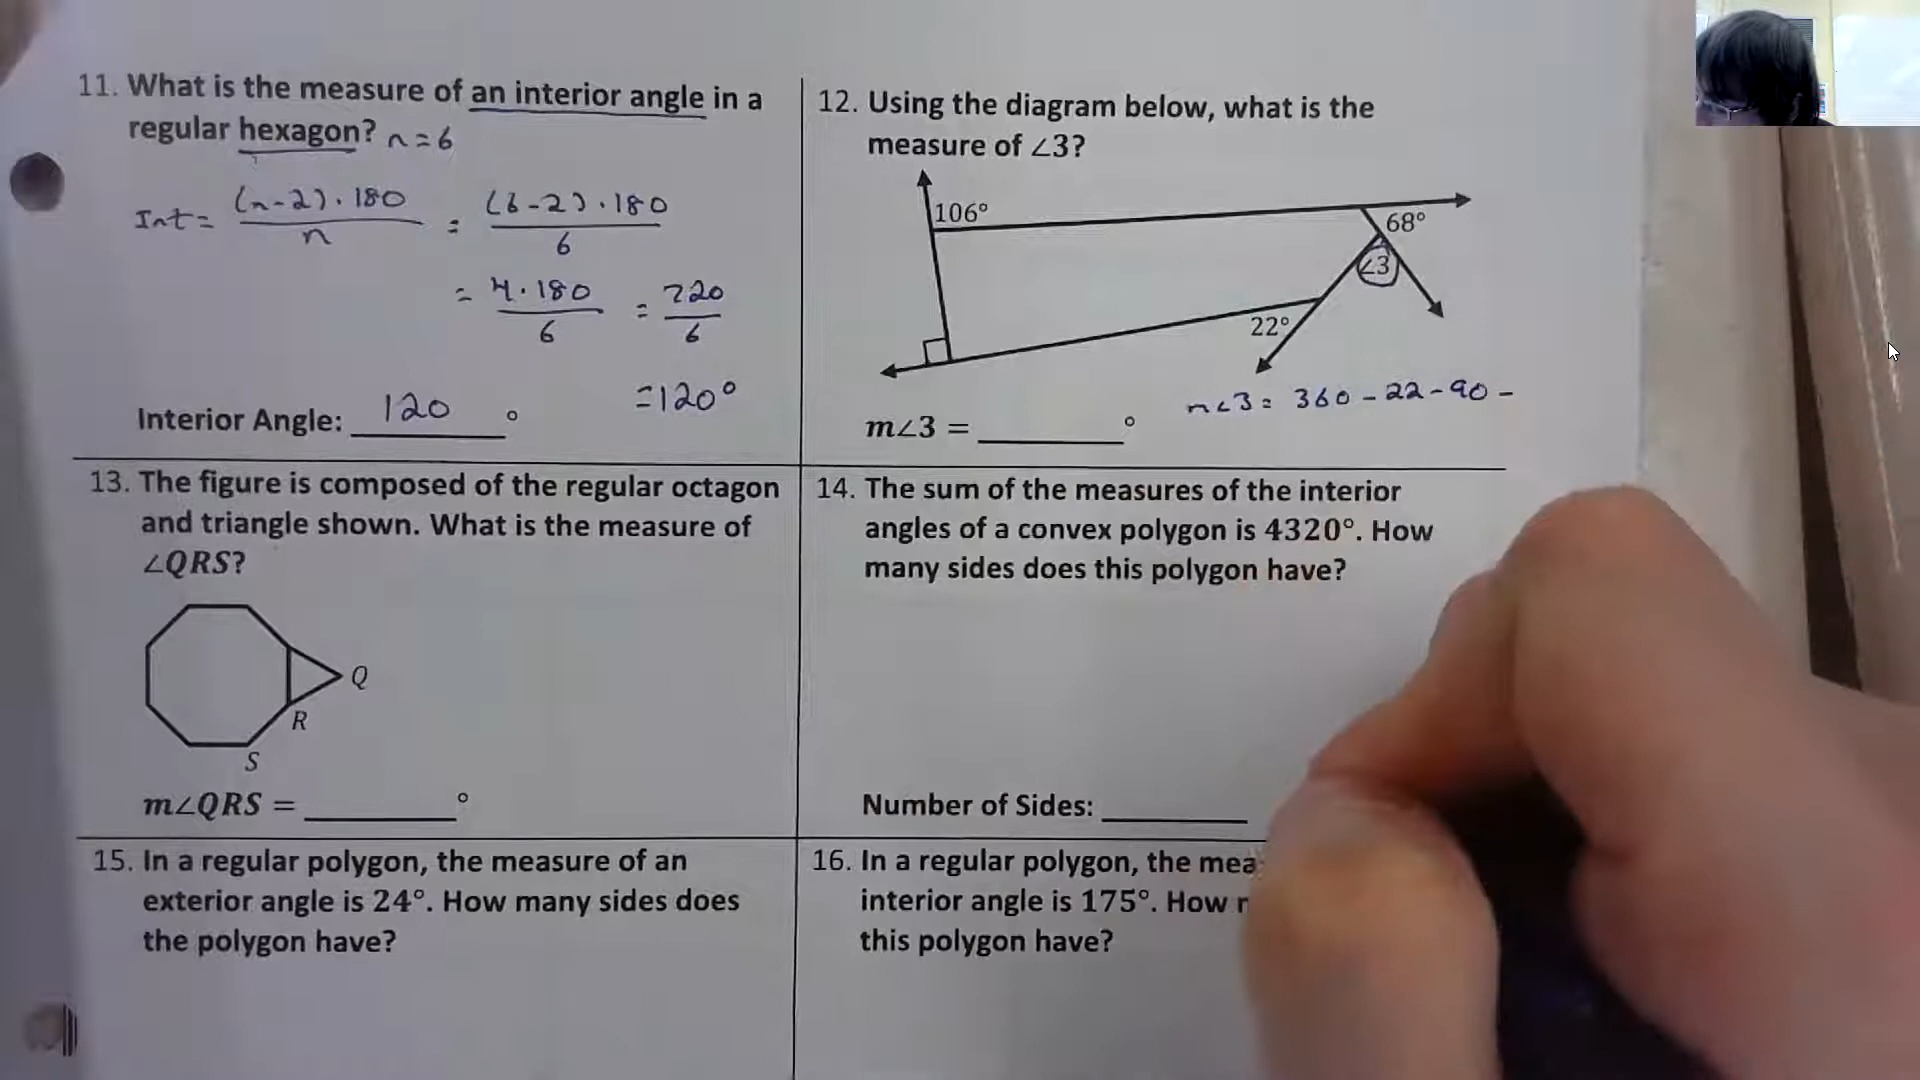 11. What is the measure of an interior angle in a
regular hexagon? n=6
Int = (n-2)·180 / n = (6-2)·180 / 6
= 4·180 / 6 = 720 / 6
=120°
Interior Angle: 120 °
12. Using the diagram below, what is the
measure of ∠3?
106°
68°
∠3
22°
m∠3 = 360-22-90-
m∠3 = ________°
13. The figure is composed of the regular octagon
and triangle shown. What is the measure of
∠QRS?
Q
R
S
m∠QRS = ________°
14. The sum of the measures of the interior
angles of a convex polygon is 4320°. How
many sides does this polygon have?
Number of Sides: ________
15. In a regular polygon, the measure of an
exterior angle is 24°. How many sides does
the polygon have?
16. In a regular polygon, the
interior angle is 175°. How
this polygon have?